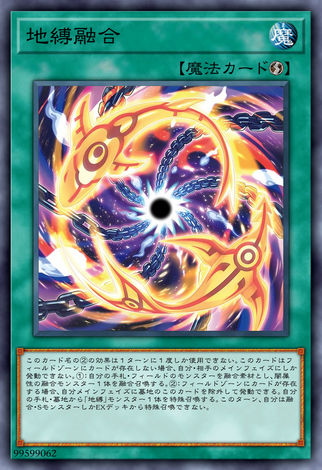 地縛融合
魔
【魔法カード】
このカード名の②の効果は1ターンに1度しか使用できない。このカードはフィ
ールドゾーンにカードが存在しない場合、自分・相手のメインフェイズにしか
発動できない。①：自分の手札・フィールドのモンスターを融合素材とし、闇属
性の融合モンスター1体を融合召喚する。②：フィールドゾーンにカードが存在
する場合、自分メインフェイズに墓地のこのカードを除外して発動できる。自
分の手札・墓地から「地縛」モンスター1体を特殊召喚する。このターン、自分は融
合・SモンスターしかEXデッキから特殊召喚できない。
99599062